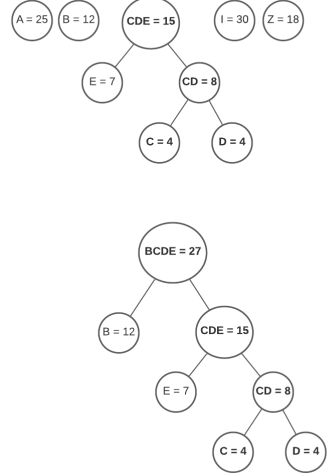 A = 25 B = 12 CDE = 15 I = 30 Z = 18
E = 7 CD = 8
C = 4 D = 4
BCDE = 27
B = 12 CDE = 15
E = 7 CD = 8
C = 4 D = 4